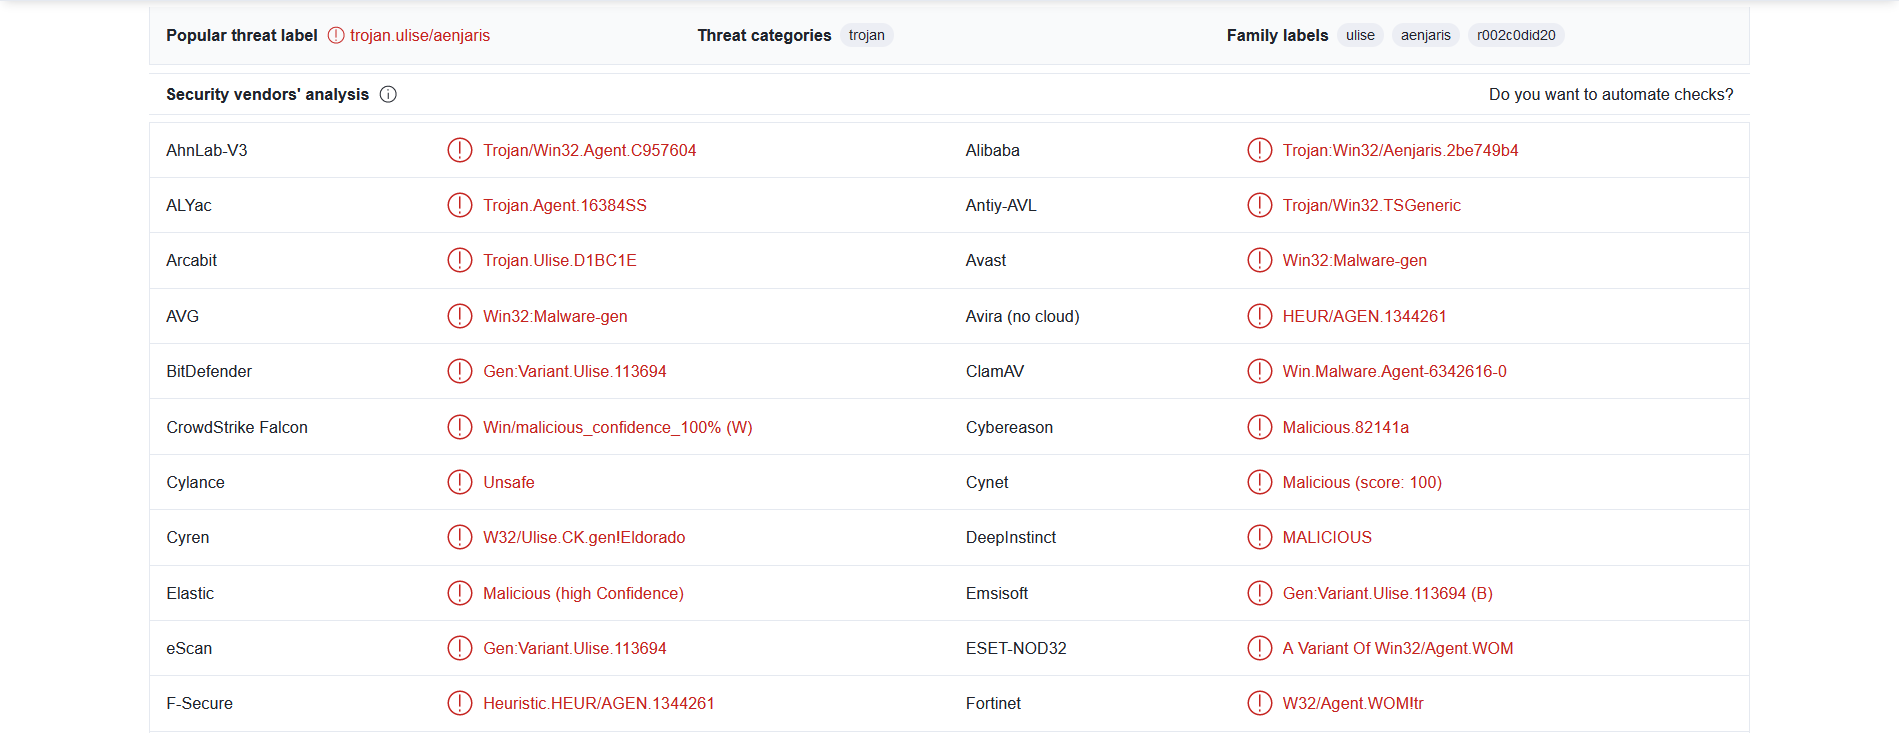 Popular threat label trojan.ulise/aenjaris Threat categories trojan Family labels ulise aenjaris r002c0did20
Security vendors' analysis Do you want to automate checks?
AhnLab-V3 Trojan/Win32.Agent.C957604 Alibaba Trojan:Win32/Aenjaris.2be749b4
ALYac Trojan.Agent.16384SS Antiy-AVL Trojan/Win32.TSGeneric
Arcabit Trojan.Ulise.D1BC1E Avast Win32:Malware-gen
AVG Win32:Malware-gen Avira (no cloud) HEUR/AGEN.1344261
BitDefender Gen:Variant.Ulise.113694 ClamAV Win.Malware.Agent-6342616-0
CrowdStrike Falcon Win/malicious_confidence_100% (W) Cybereason Malicious.82141a
Cylance Unsafe Cynet Malicious (score: 100)
Cyren W32/Ulise.CK.gen!Eldorado DeepInstinct MALICIOUS
Elastic Malicious (high Confidence) Emsisoft Gen:Variant.Ulise.113694 (B)
eScan Gen:Variant.Ulise.113694 ESET-NOD32 A Variant Of Win32/Agent.WOM
F-Secure Heuristic.HEUR/AGEN.1344261 Fortinet W32/Agent.WOM!tr